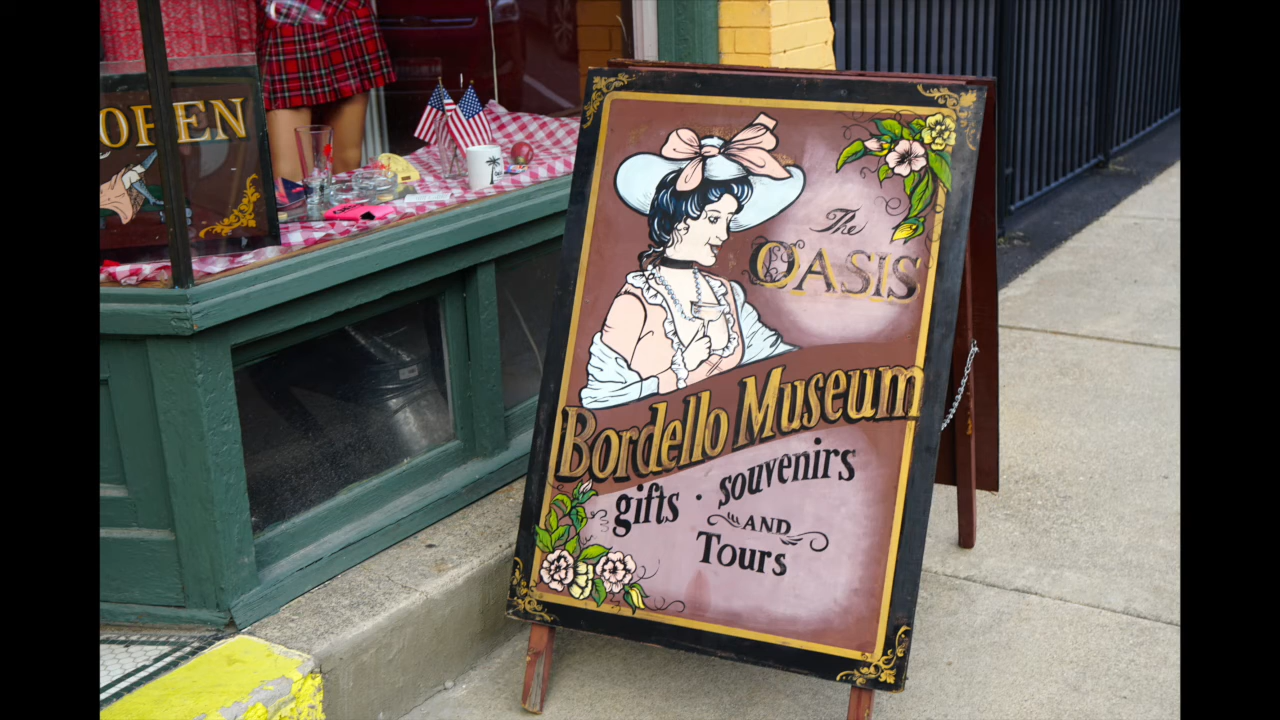 OPEN
The
OASIS
Bordello Museum
gifts · souvenirs
AND
Tours